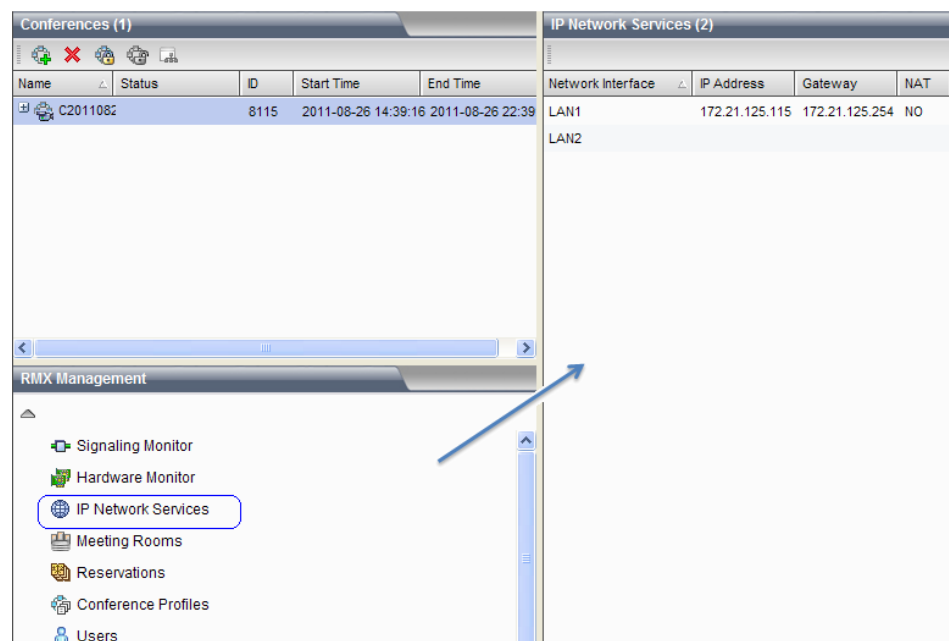 Conferences (1)
Name Status ID Start Time End Time
C2011082 8115 2011-08-26 14:39:16 2011-08-26 22:39
RMX Management
Signaling Monitor
Hardware Monitor
IP Network Services
Meeting Rooms
Reservations
Conference Profiles
Users
IP Network Services (2)
Network Interface IP Address Gateway NAT
LAN1 172.21.125.115 172.21.125.254 NO
LAN2